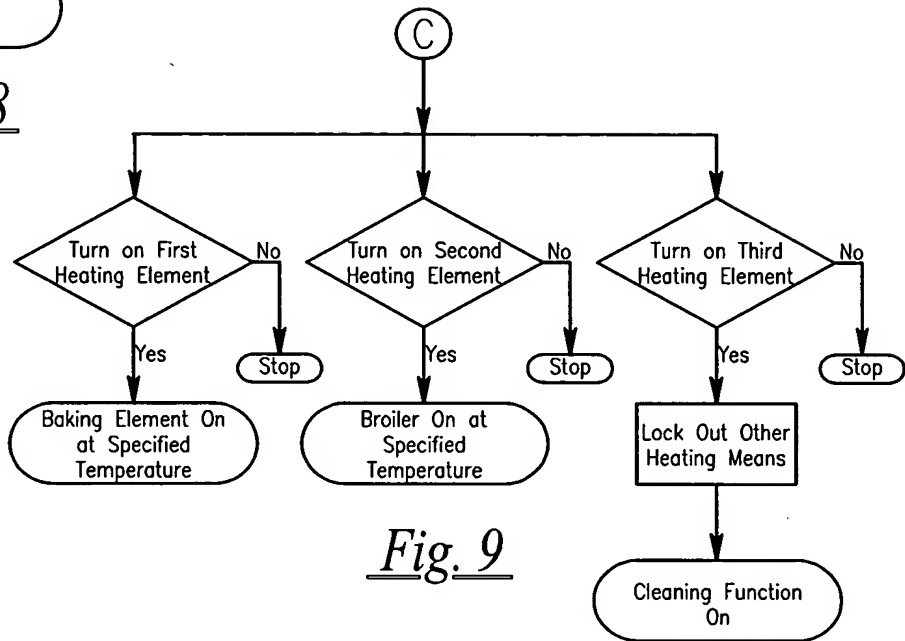 C
8
Turn on First
Heating Element
No
Turn on Second
Heating Element
No
Turn on Third
Heating Element
No
Yes
Stop
Yes
Stop
Yes
Stop
Baking Element On
at Specified
Temperature
Broiler On at
Specified
Temperature
Lock Out Other
Heating Means
Fig. 9
Cleaning Function
On